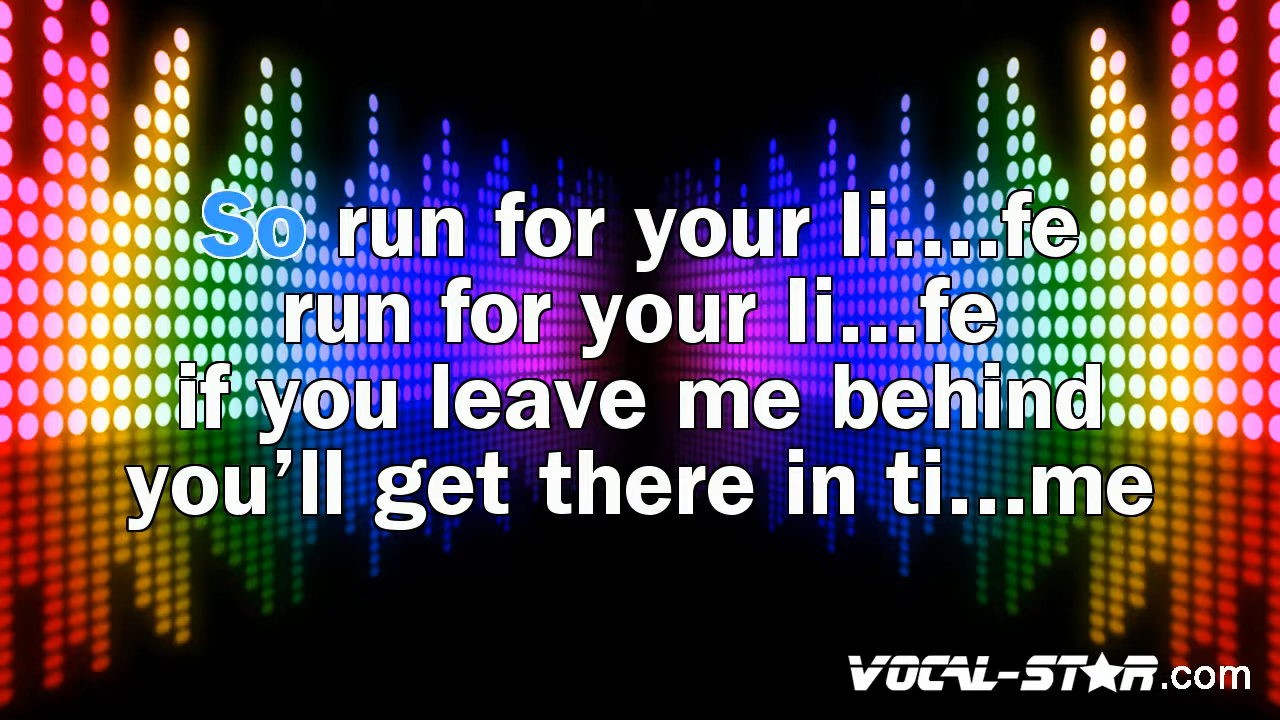 So run for your li....fe
run for your li...fe
if you leave me behind
you’ll get there in ti...me
VOCAL-STAR.com